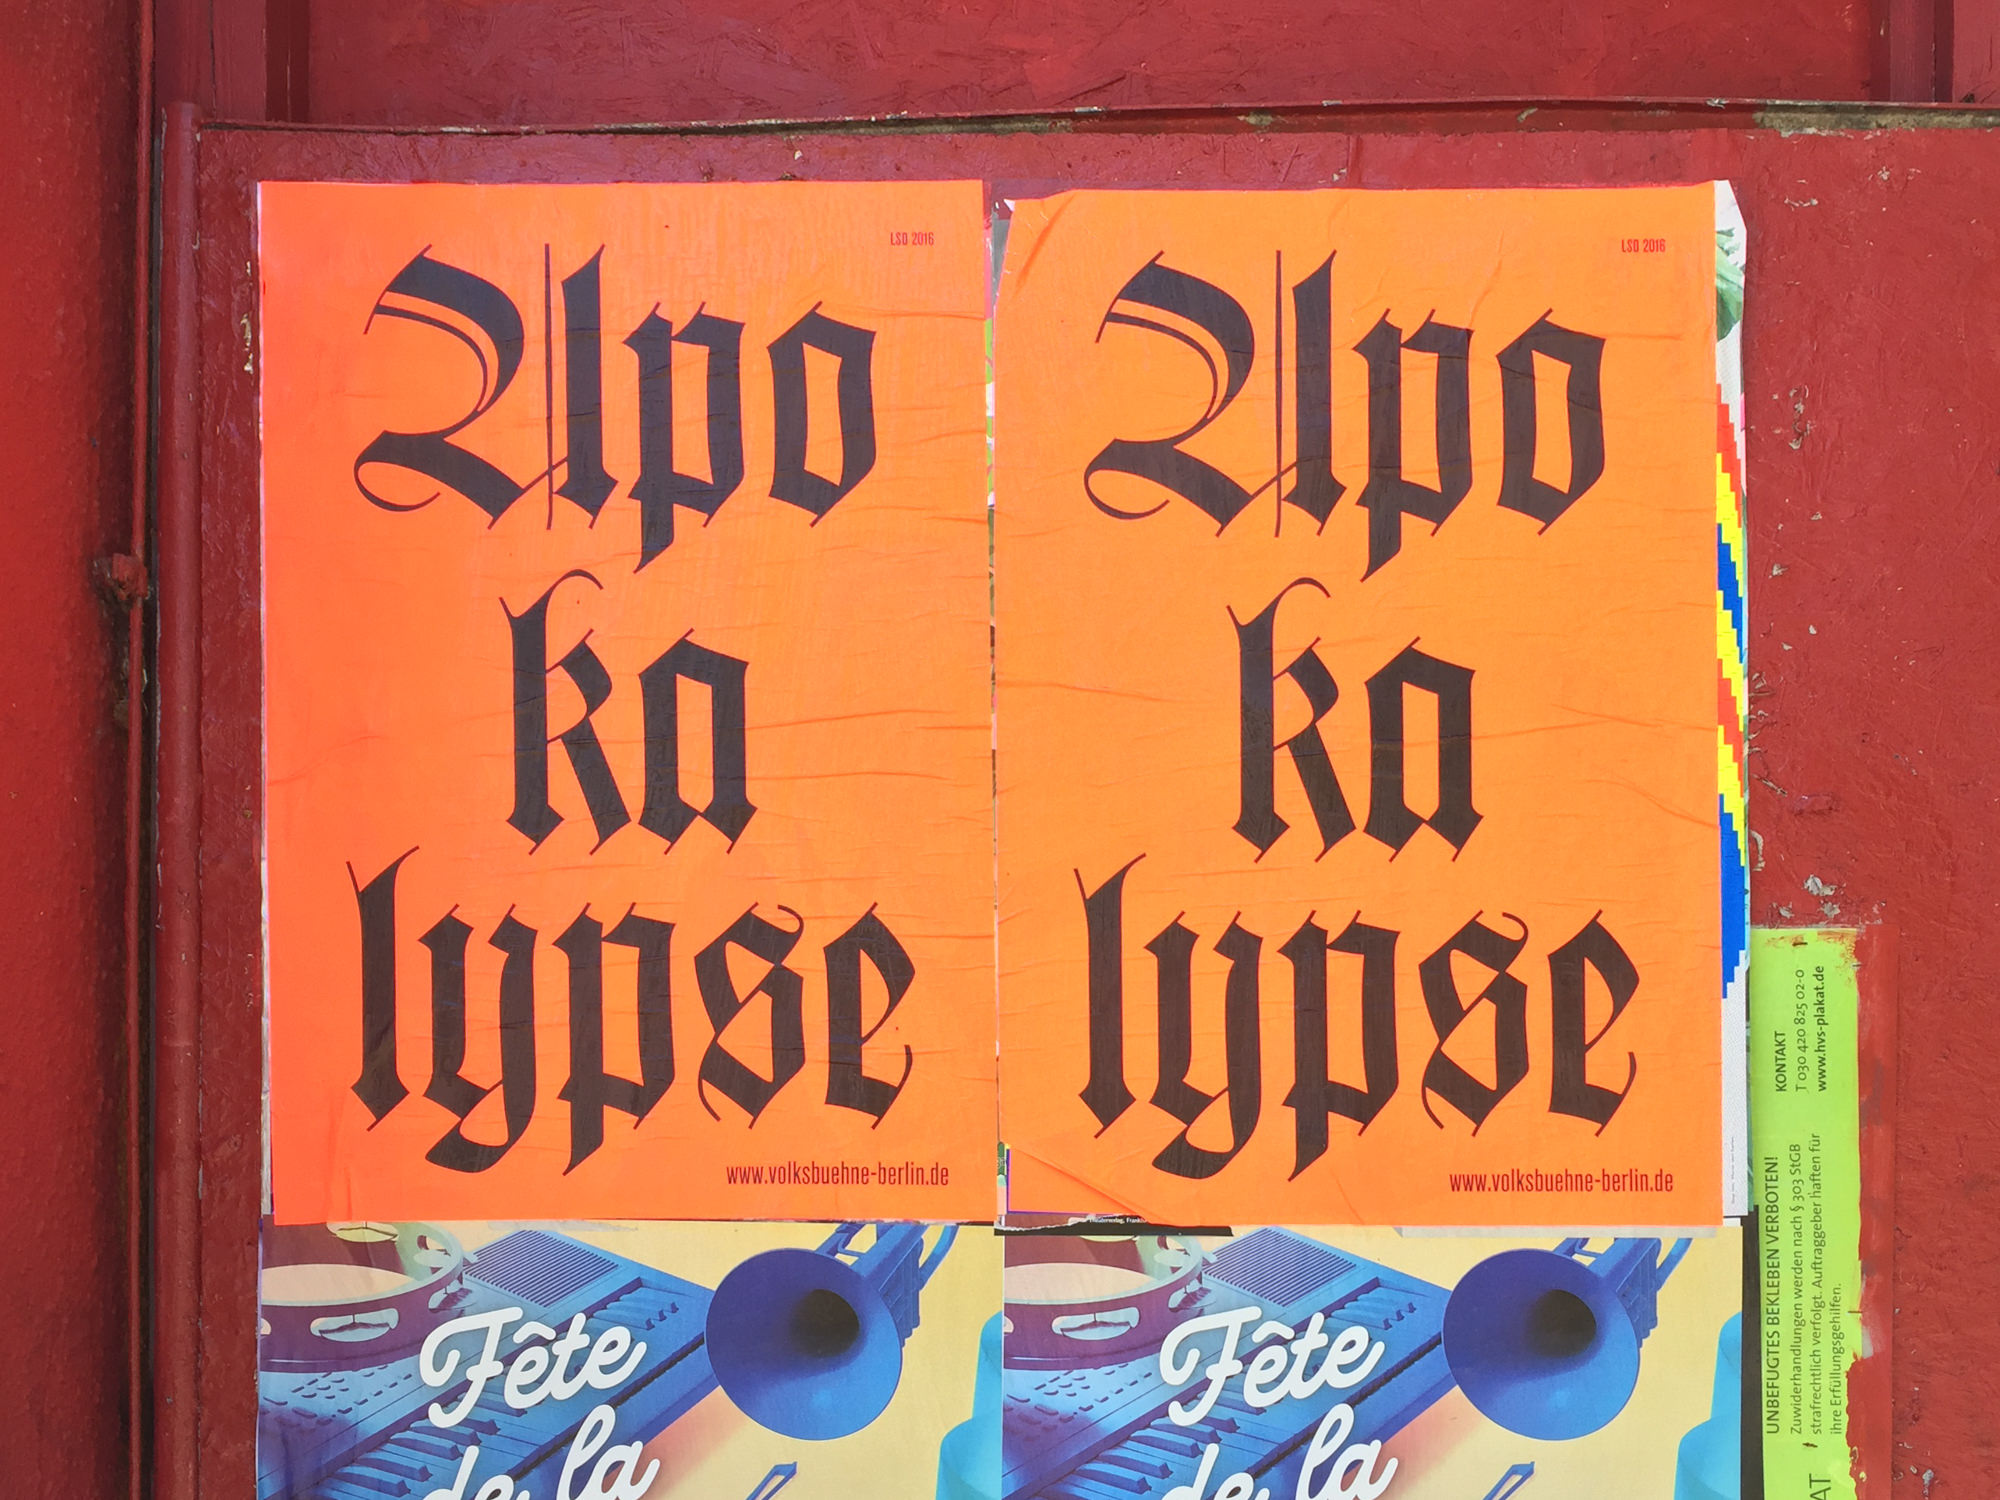 LSD 2016
Apo
ka
lypse
www.volksbuehne-berlin.de
LSD 2016
Apo
ka
lypse
www.volksbuehne-berlin.de
Fête
de la
Fête
de la
KONTAKT
T 030 420 825 02-0
www.hvs-plakat.de
UNBEFUGTES BEKLEBEN VERBOTEN!
Zuwiderhandlungen werden nach § 303 StGB
strafrechtlich verfolgt. Auftraggeber haften für
ihre Erfüllungsgehilfen.